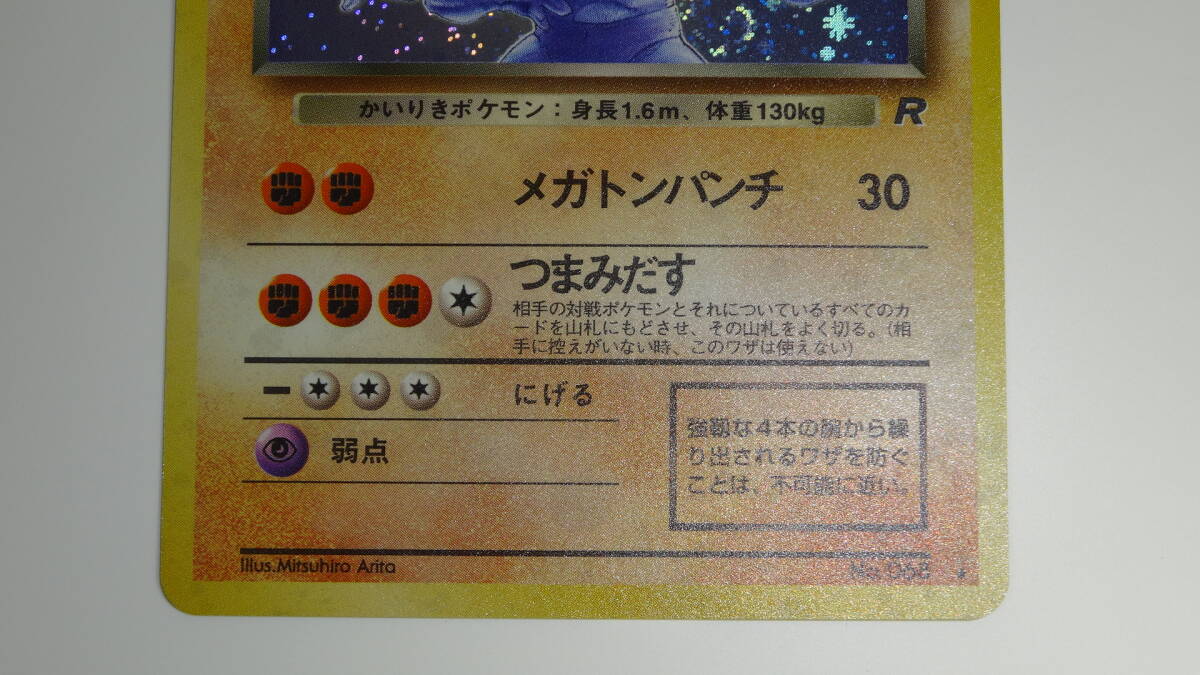 かいりきポケモン：身長1.6m、体重130kg
R
メガトンパンチ 30
つまみだす
相手の対戦ポケモンとそれについているすべてのカ
ードを山札にもどさせ、その山札をよく切る。（相
手に控えがいない時、このワザは使えない）
にげる
弱点
強靭な4本の腕から繰
り出されるワザを防ぐ
ことは、不可能に近い。
Illus.Mitsuhiro Arita
No.068 ★